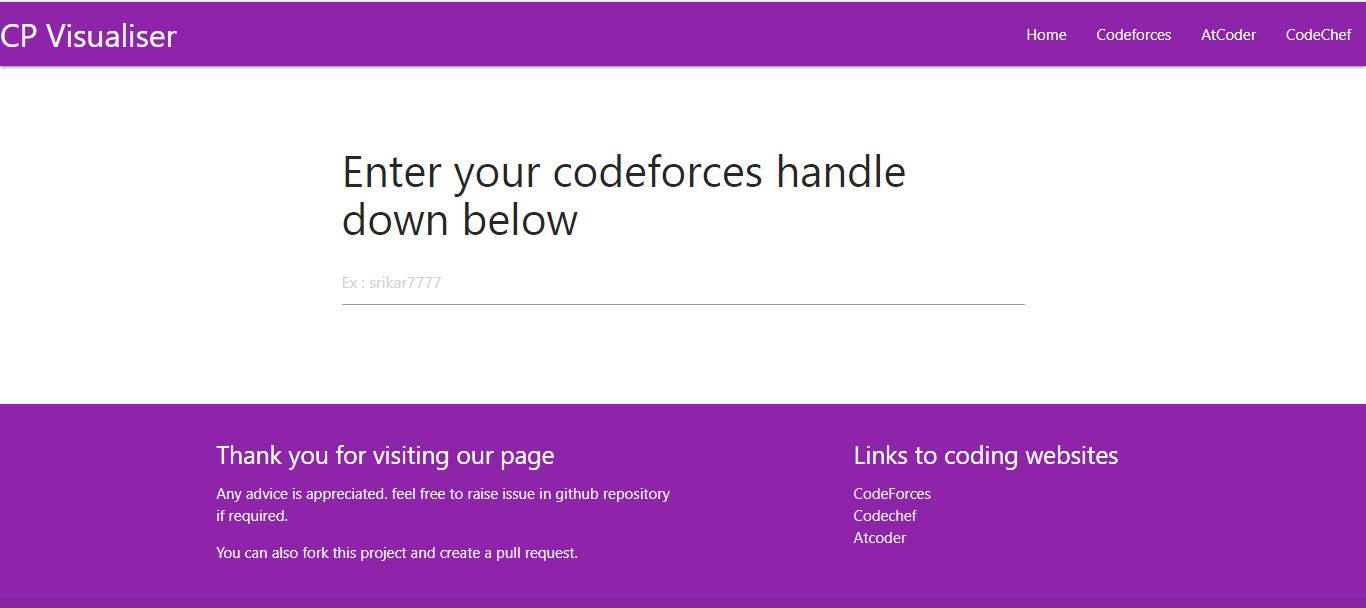 CP Visualiser
Home Codeforces AtCoder CodeChef
Enter your codeforces handle
down below
Ex : srikar7777
Thank you for visiting our page
Any advice is appreciated. feel free to raise issue in github repository
if required.
You can also fork this project and create a pull request.
Links to coding websites
CodeForces
Codechef
Atcoder